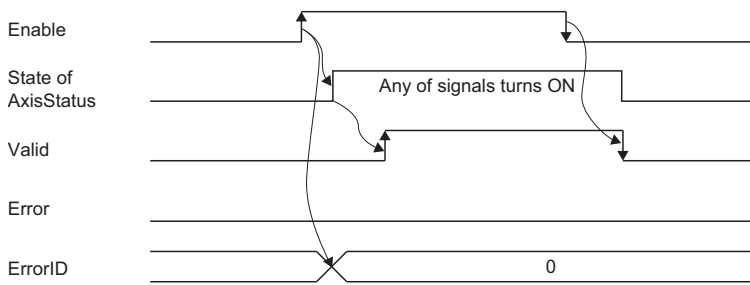 Enable
State of
AxisStatus
Any of signals turns ON
Valid
Error
ErrorID
0